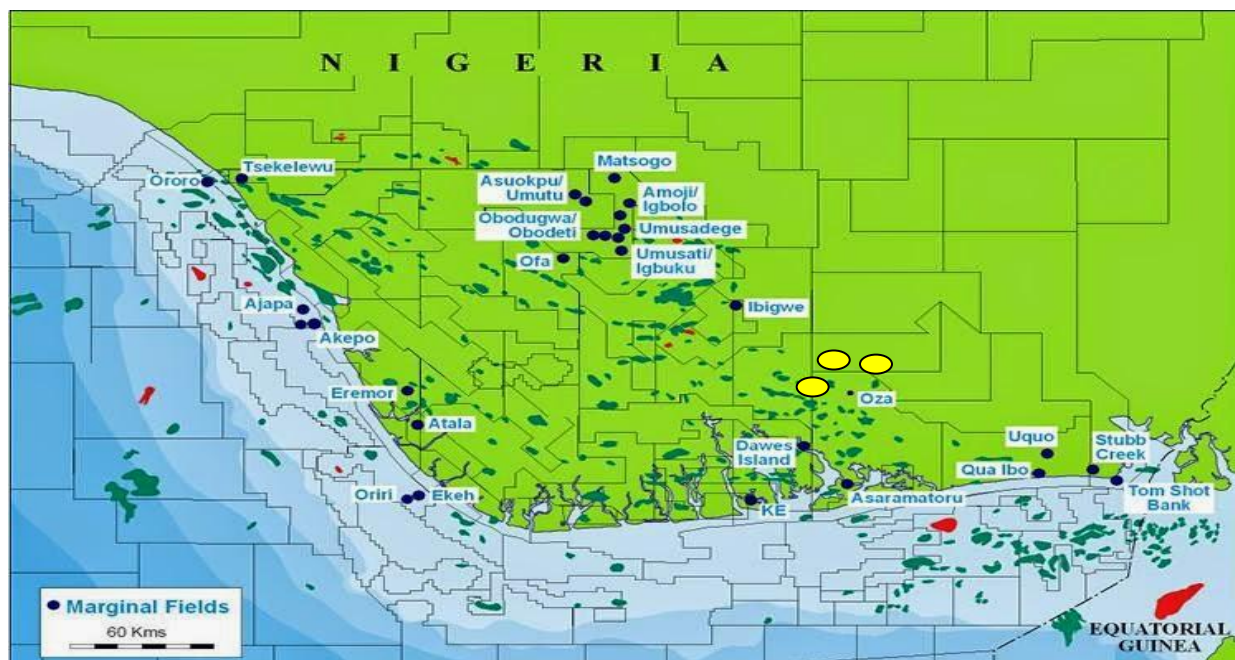 NIGERIA
Matsogo
Tsekelewu
Ororo
Asuokpu/
Umutu
Amoji/
Igbolo
Obodugwa/
Obodeti
Umusadege
Umusati/
Igbuku
Ofa
Ajapa
Ibigwe
Akepo
Eremor
Oza
Atala
Dawes
Island
Uquo
Stubb
Creek
Qua Ibo
Oriri
Ekeh
Asaramatoru
Tom Shot
Bank
KE
Marginal Fields
60 Kms
EQUATORIAL
GUINEA